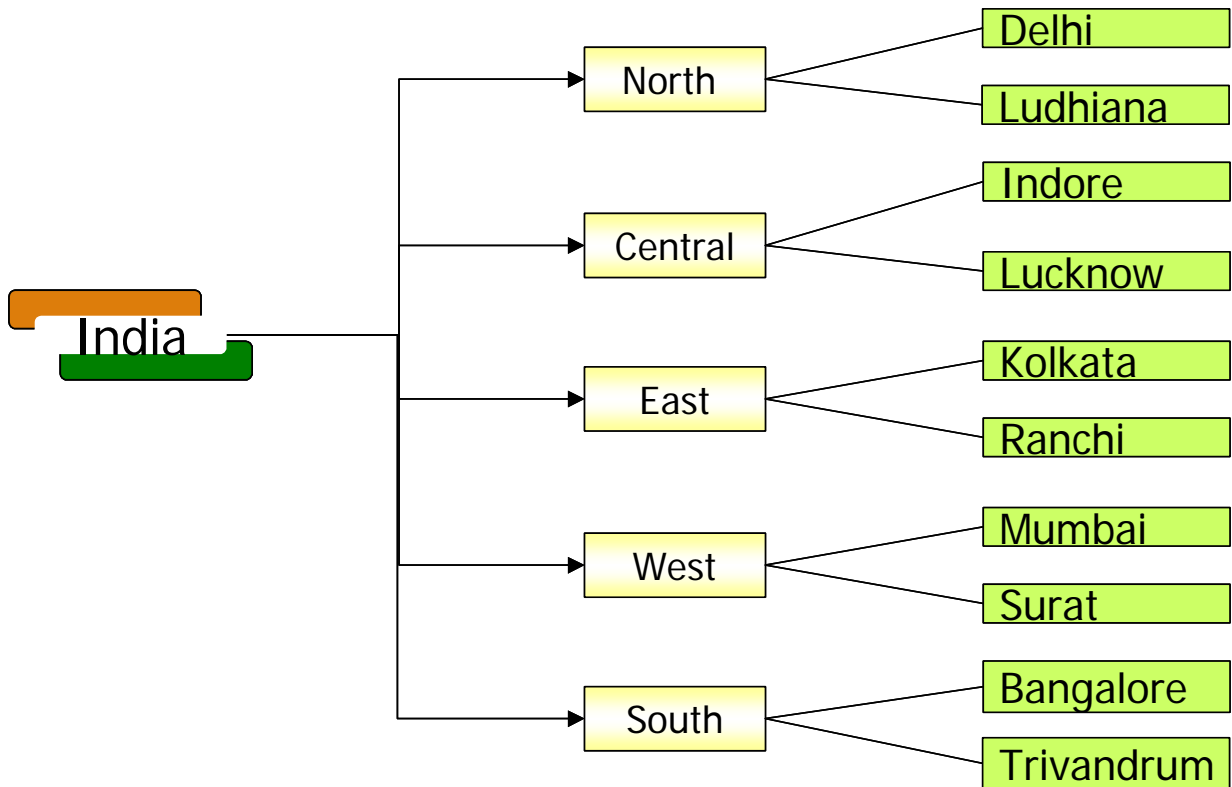 India
North
Delhi
Ludhiana
Central
Indore
Lucknow
East
Kolkata
Ranchi
West
Mumbai
Surat
South
Bangalore
Trivandrum